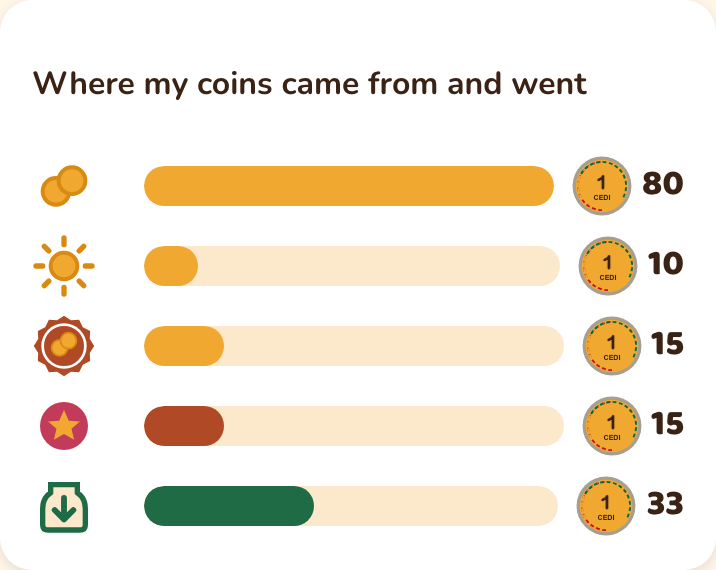 Where my coins came from and went
1 CEDI 80
1 CEDI 10
1 CEDI 15
1 CEDI 15
1 CEDI 33